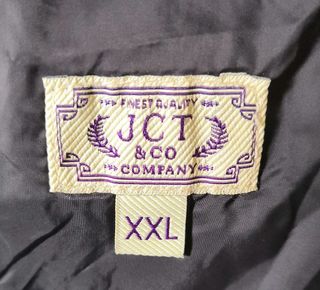 FINEST QUALITY
JCT
& CO
COMPANY
XXL